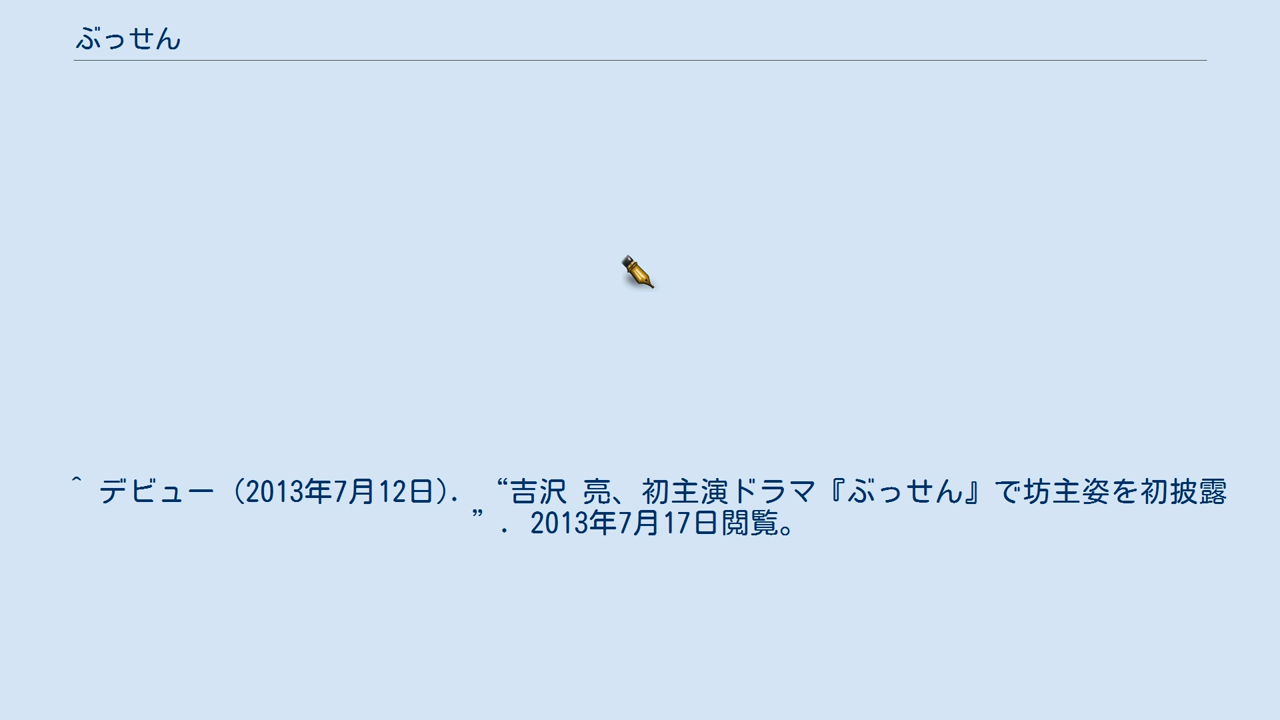 ぶっせん
^ デビュー (2013年7月12日). “吉沢 亮、初主演ドラマ『ぶっせん』で坊主姿を初披露
”. 2013年7月17日閲覧。